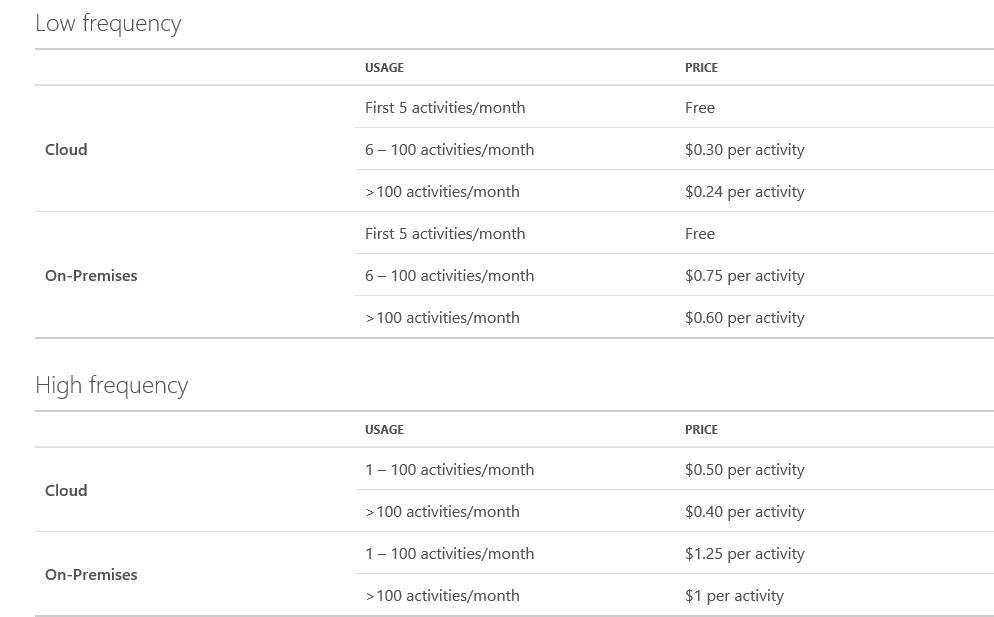 Low frequency
USAGE PRICE
First 5 activities/month Free
Cloud 6 – 100 activities/month $0.30 per activity
>100 activities/month $0.24 per activity
First 5 activities/month Free
On-Premises 6 – 100 activities/month $0.75 per activity
>100 activities/month $0.60 per activity
High frequency
USAGE PRICE
1 – 100 activities/month $0.50 per activity
Cloud
>100 activities/month $0.40 per activity
1 – 100 activities/month $1.25 per activity
On-Premises
>100 activities/month $1 per activity